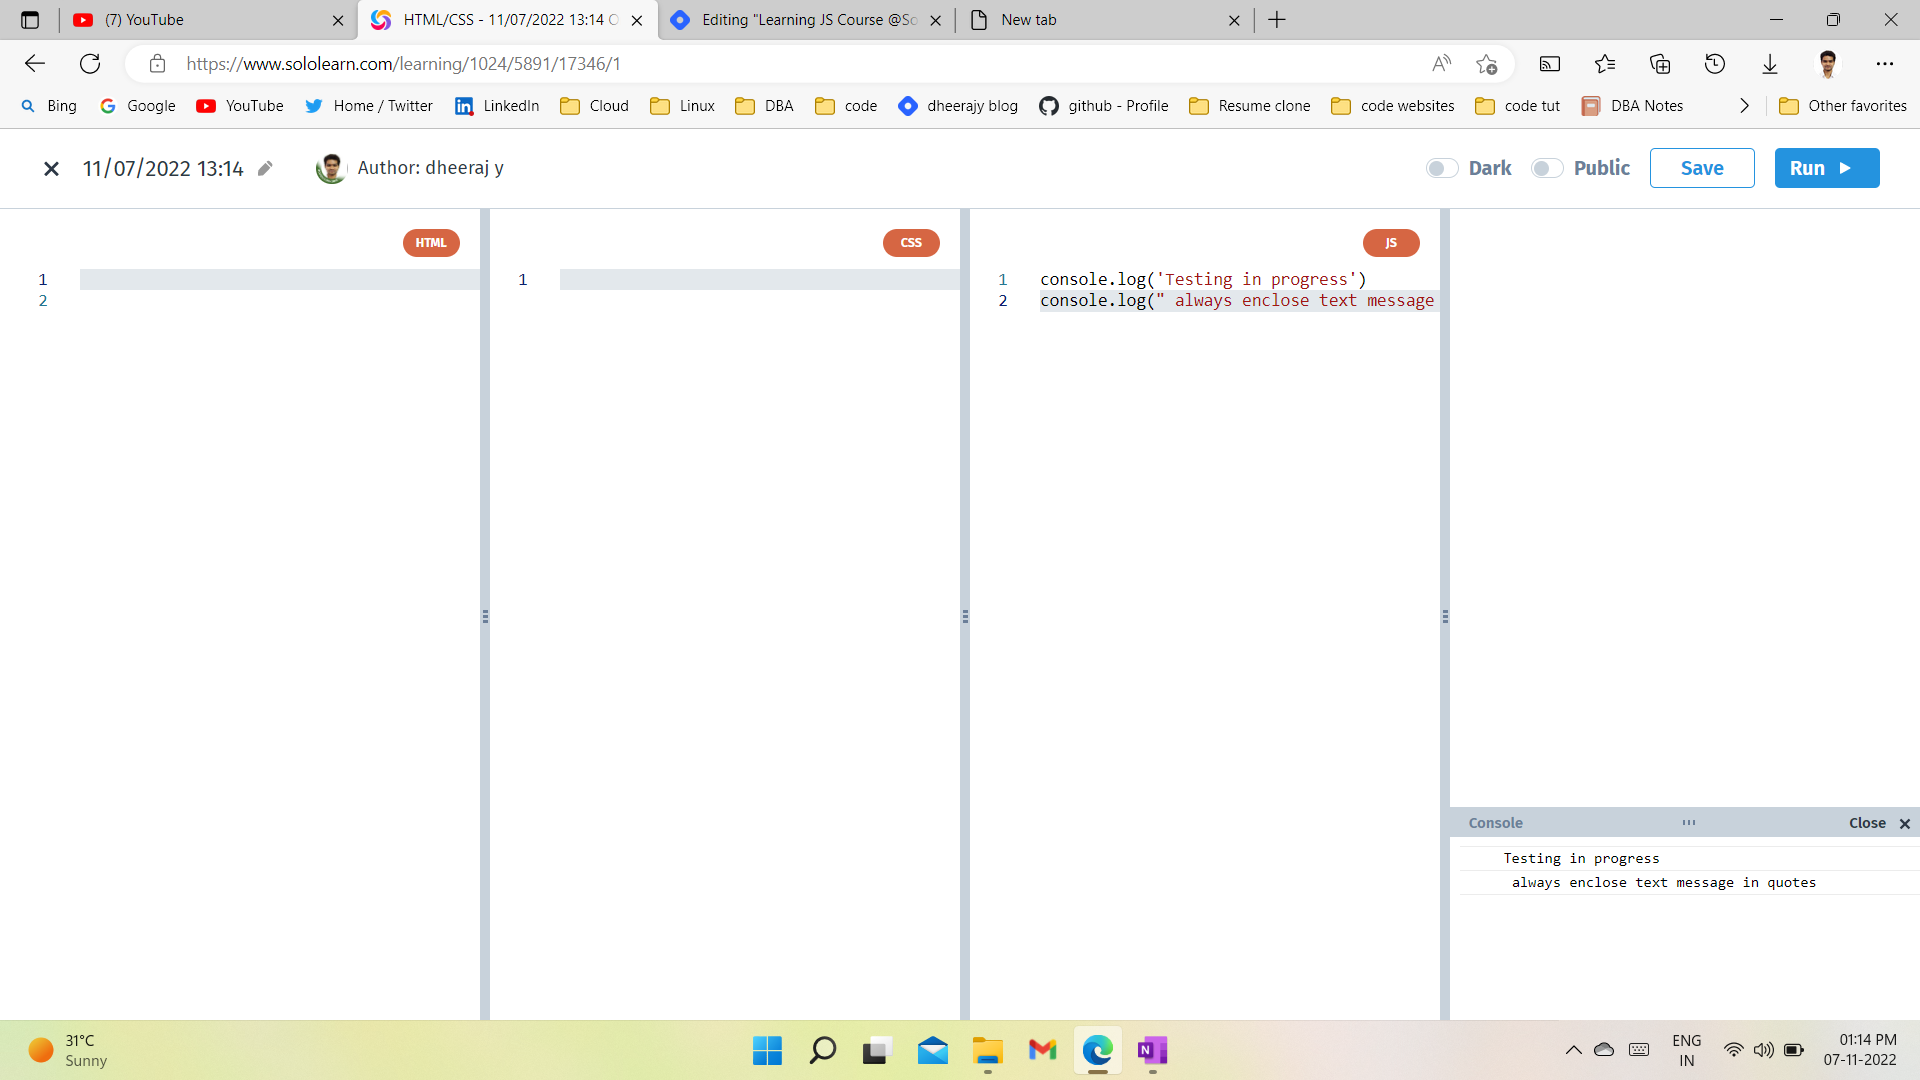 (7) YouTube
HTML/CSS - 11/07/2022 13:14 O
Editing "Learning JS Course @So
New tab
https://www.sololearn.com/learning/1024/5891/17346/1
Bing
Google
YouTube
Home / Twitter
LinkedIn
Cloud
Linux
DBA
code
dheerajy blog
github - Profile
Resume clone
code websites
code tut
DBA Notes
Other favorites
11/07/2022 13:14
Author: dheeraj y
Dark
Public
Save
Run
HTML
1
2
CSS
1
JS
1 console.log('Testing in progress')
2 console.log(" always enclose text message
Console
Close
Testing in progress
always enclose text message in quotes
31°C
Sunny
N
ENG
IN
01:14 PM
07-11-2022